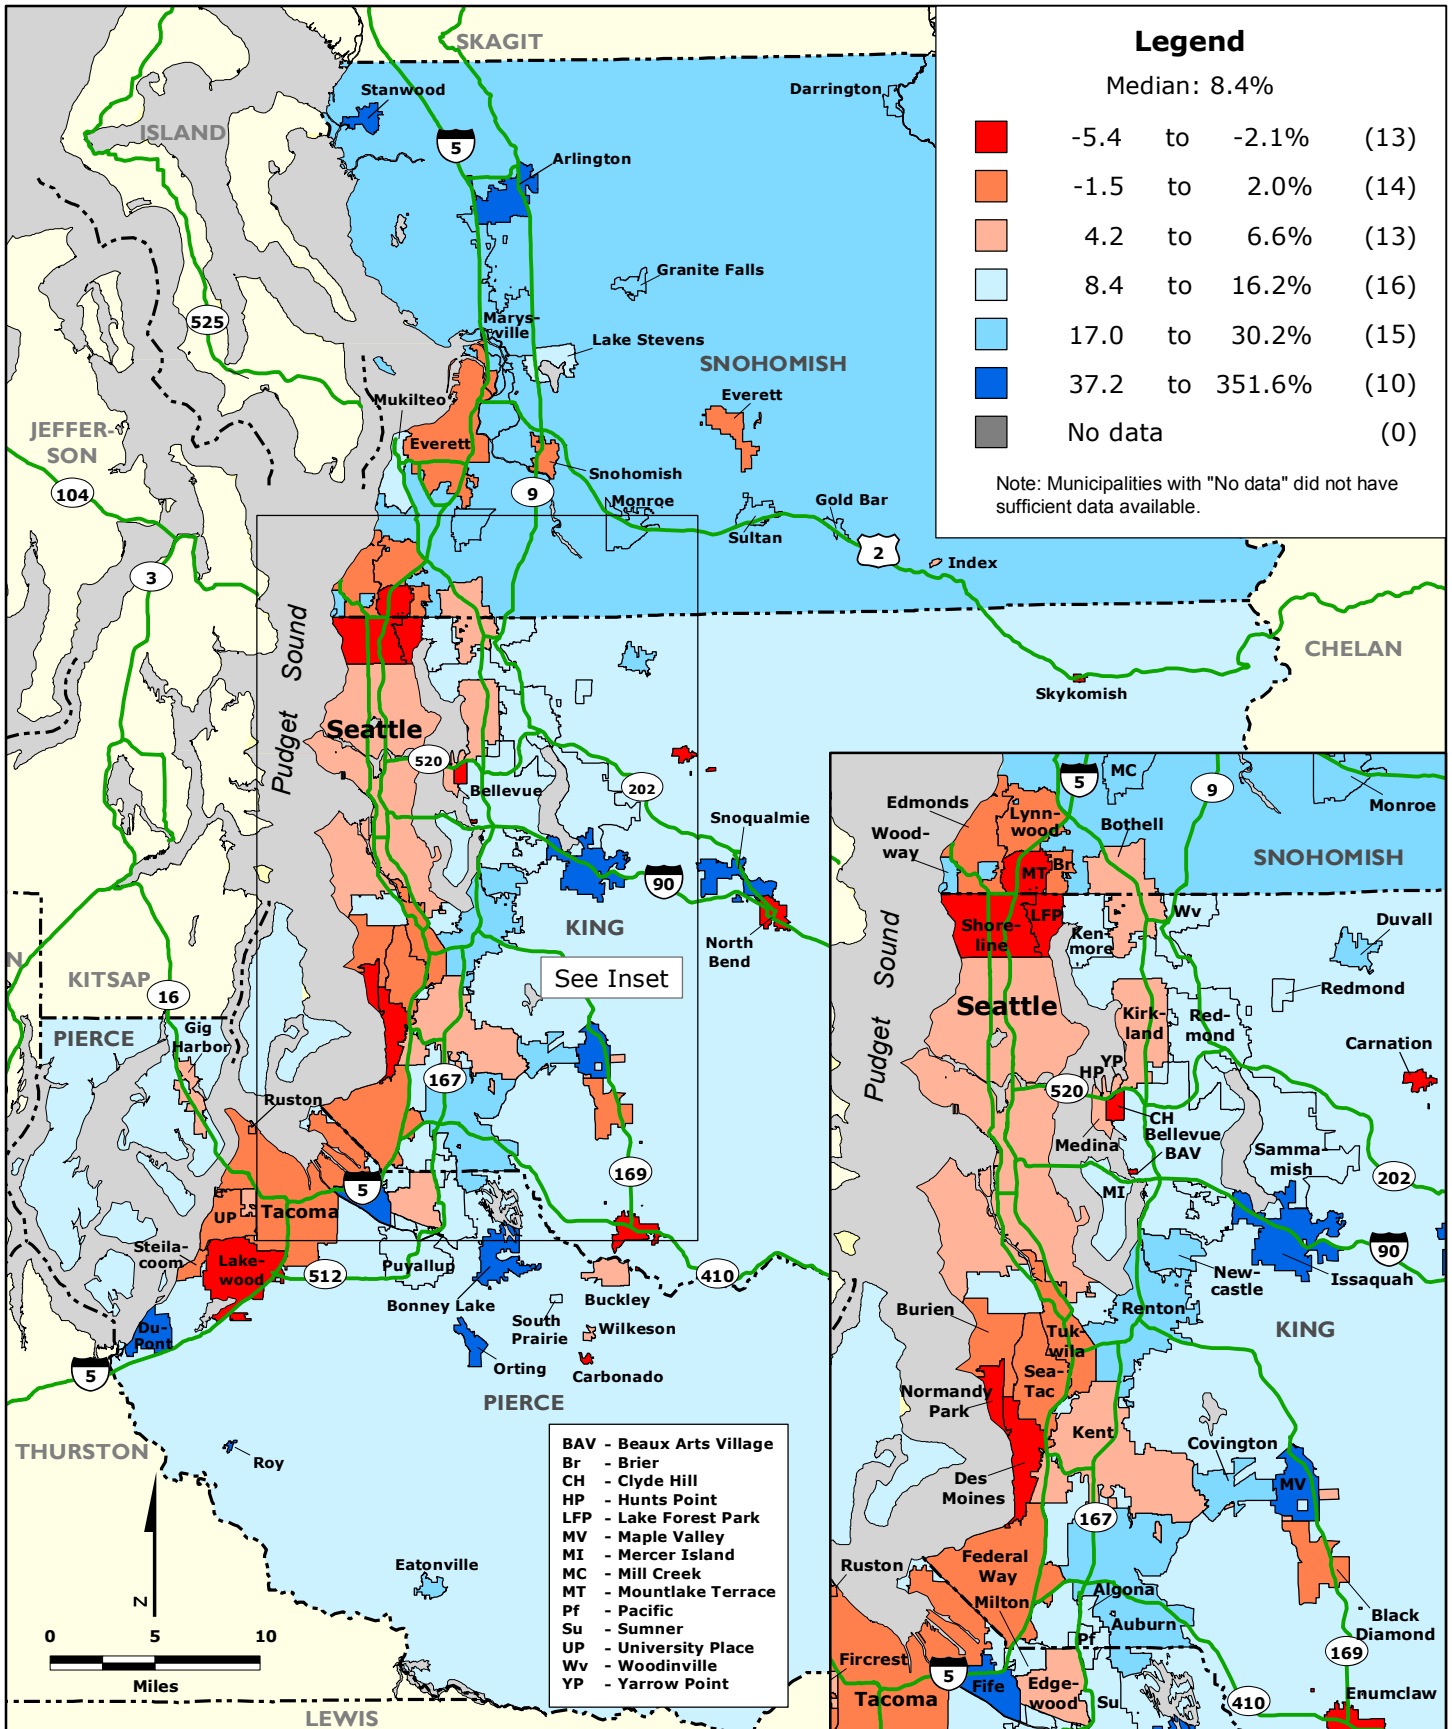 SKAGIT
Stanwood
Darrington
ISLAND
5
Arlington
Granite Falls
525
Marys-
ville
Lake Stevens
SNOHOMISH
Mukilteo
Everett
Everett
JEFFER-
SON
104
Snohomish
9
Monroe
Gold Bar
Sultan
2
Index
3
Pudget Sound
CHELAN
Skykomish
Seattle
520
Bellevue
202
Snoqualmie
90
KING
North
Bend
See Inset
N
KITSAP
16
PIERCE
Gig
Harbor
167
Ruston
169
5
UP
Tacoma
Steila-
coom
Lake-
wood
512
Puyallup
410
Bonney Lake
Buckley
South
Prairie
Wilkeson
Du-
Pont
Orting
Carbonado
5
PIERCE
THURSTON
Roy
Eatonville
N
0 5 10
Miles
LEWIS
Legend
Median: 8.4%
-5.4 to -2.1% (13)
-1.5 to 2.0% (14)
4.2 to 6.6% (13)
8.4 to 16.2% (16)
17.0 to 30.2% (15)
37.2 to 351.6% (10)
No data (0)
Note: Municipalities with "No data" did not have
sufficient data available.
BAV - Beaux Arts Village
Br - Brier
CH - Clyde Hill
HP - Hunts Point
LFP - Lake Forest Park
MV - Maple Valley
MI - Mercer Island
MC - Mill Creek
MT - Mountlake Terrace
Pf - Pacific
Su - Sumner
UP - University Place
Wv - Woodinville
YP - Yarrow Point
5
MC
9
Monroe
Edmonds
Lynn-
wood
Bothell
Wood-
way
SNOHOMISH
MT
Br
Shore-
line
LFP
Ken-
more
Wv
Duvall
Pudget Sound
Redmond
Seattle
Kirk-
land
Red-
mond
Carnation
YP
HP
520
CH
Medina
Bellevue
BAV
Samma-
mish
MI
202
90
New-
castle
Issaquah
Burien
Renton
KING
Tuk-
wila
Sea-
Tac
Normandy
Park
Kent
Covington
Des
Moines
MV
167
Ruston
Federal
Way
Milton
Algona
Auburn
Black
Diamond
Pf
169
Fircrest
5
Fife
Edge-
wood
Su
Tacoma
410
Enumclaw